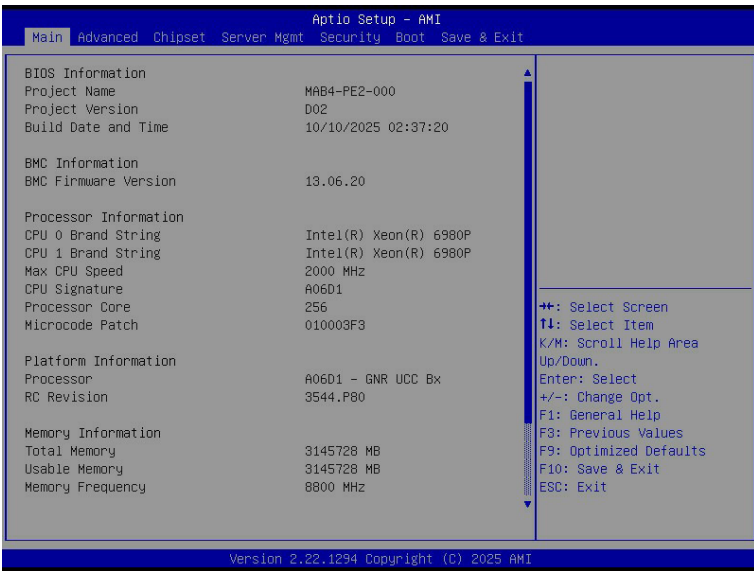 Aptio Setup – AMI
Main Advanced Chipset Server Mgmt Security Boot Save & Exit
BIOS Information
Project Name MAB4-PE2-000
Project Version D02
Build Date and Time 10/10/2025 02:37:20
BMC Information
BMC Firmware Version 13.06.20
Processor Information
CPU 0 Brand String Intel(R) Xeon(R) 6980P
CPU 1 Brand String Intel(R) Xeon(R) 6980P
Max CPU Speed 2000 MHz
CPU Signature A06D1
Processor Core 256
Microcode Patch 010003F3
Platform Information
Processor A06D1 - GNR UCC Bx
RC Revision 3544.P80
Memory Information
Total Memory 3145728 MB
Usable Memory 3145728 MB
Memory Frequency 8800 MHz
→←: Select Screen
↑↓: Select Item
K/M: Scroll Help Area
Up/Down.
Enter: Select
+/-: Change Opt.
F1: General Help
F3: Previous Values
F9: Optimized Defaults
F10: Save & Exit
ESC: Exit
Version 2.22.1294 Copyright (C) 2025 AMI